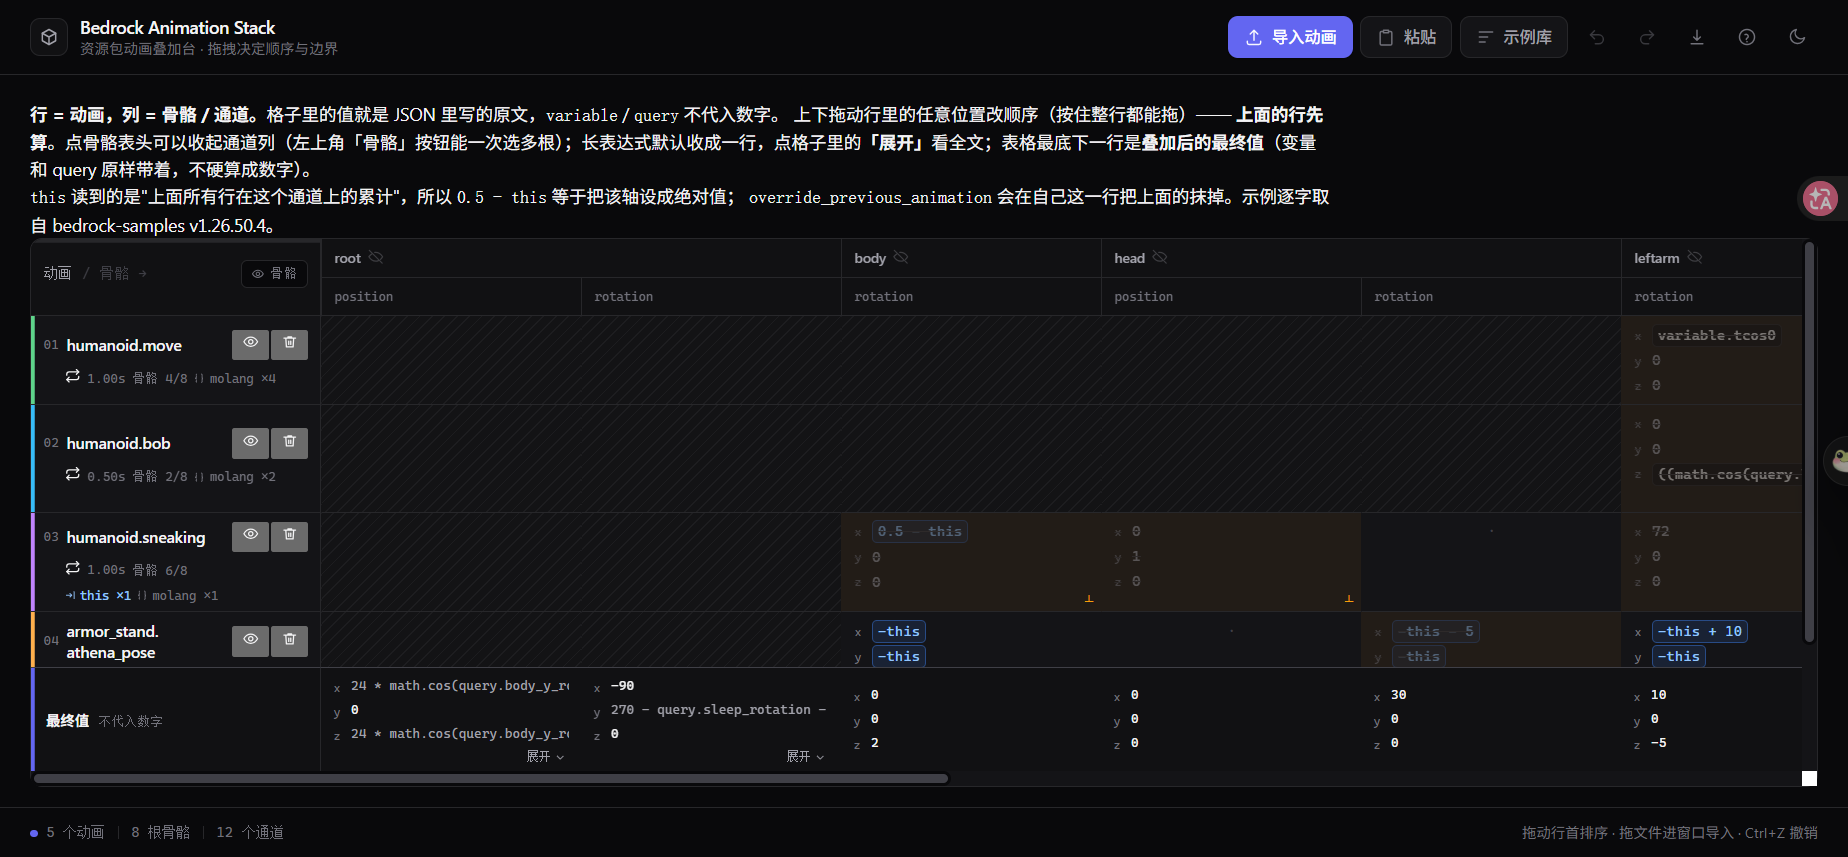 Bedrock Animation Stack
资源包动画叠加台 · 拖拽决定顺序与边界
导入动画
粘贴
示例库
行 = 动画，列 = 骨骼 / 通道。格子里的值就是 JSON 里写的原文，variable / query 不代入数字。 上下拖动行里的任意位置改顺序（按住整行都能拖）—— 上面的行先
算。点骨骼表头可以收起通道列（左上角「骨骼」按钮能一次选多根）；长表达式默认收成一行，点格子里的「展开」看全文；表格最底下一行是叠加后的最终值（变量
和 query 原样带着，不硬算成数字）。
this 读到的是"上面所有行在这个通道上的累计"，所以 0.5 - this 等于把该轴设成绝对值； override_previous_animation 会在自己这一行把上面的抹掉。示例逐字取
自 bedrock-samples v1.26.50.4。
动画 / 骨骼 →
骨骼
root
body
head
leftarm
position
rotation
rotation
position
rotation
rotation
01 humanoid.move
1.00s 骨骼 4/8 molang ×4
x variable.tcos0
y 0
z 0
02 humanoid.bob
0.50s 骨骼 2/8 molang ×2
x 0
y 0
z {(math.cos(query.
03 humanoid.sneaking
1.00s 骨骼 6/8
this ×1 molang ×1
x 0.5 - this
y 0
z 0
x 0
y 1
z 0
x 72
y 0
z 0
04 armor_stand.
athena_pose
x -this
y -this
x -this - 5
y -this
x -this + 10
y -this
最终值 不代入数字
x 24 * math.cos(query.body_y_r
y 0
z 24 * math.cos(query.body_y_r
展开
x -90
y 270 - query.sleep_rotation -
z 0
展开
x 0
y 0
z 2
x 0
y 0
z 0
x 30
y 0
z 0
x 10
y 0
z -5
5 个动画
8 根骨骼
12 个通道
拖动行首排序 · 拖文件进窗口导入 · Ctrl+Z 撤销